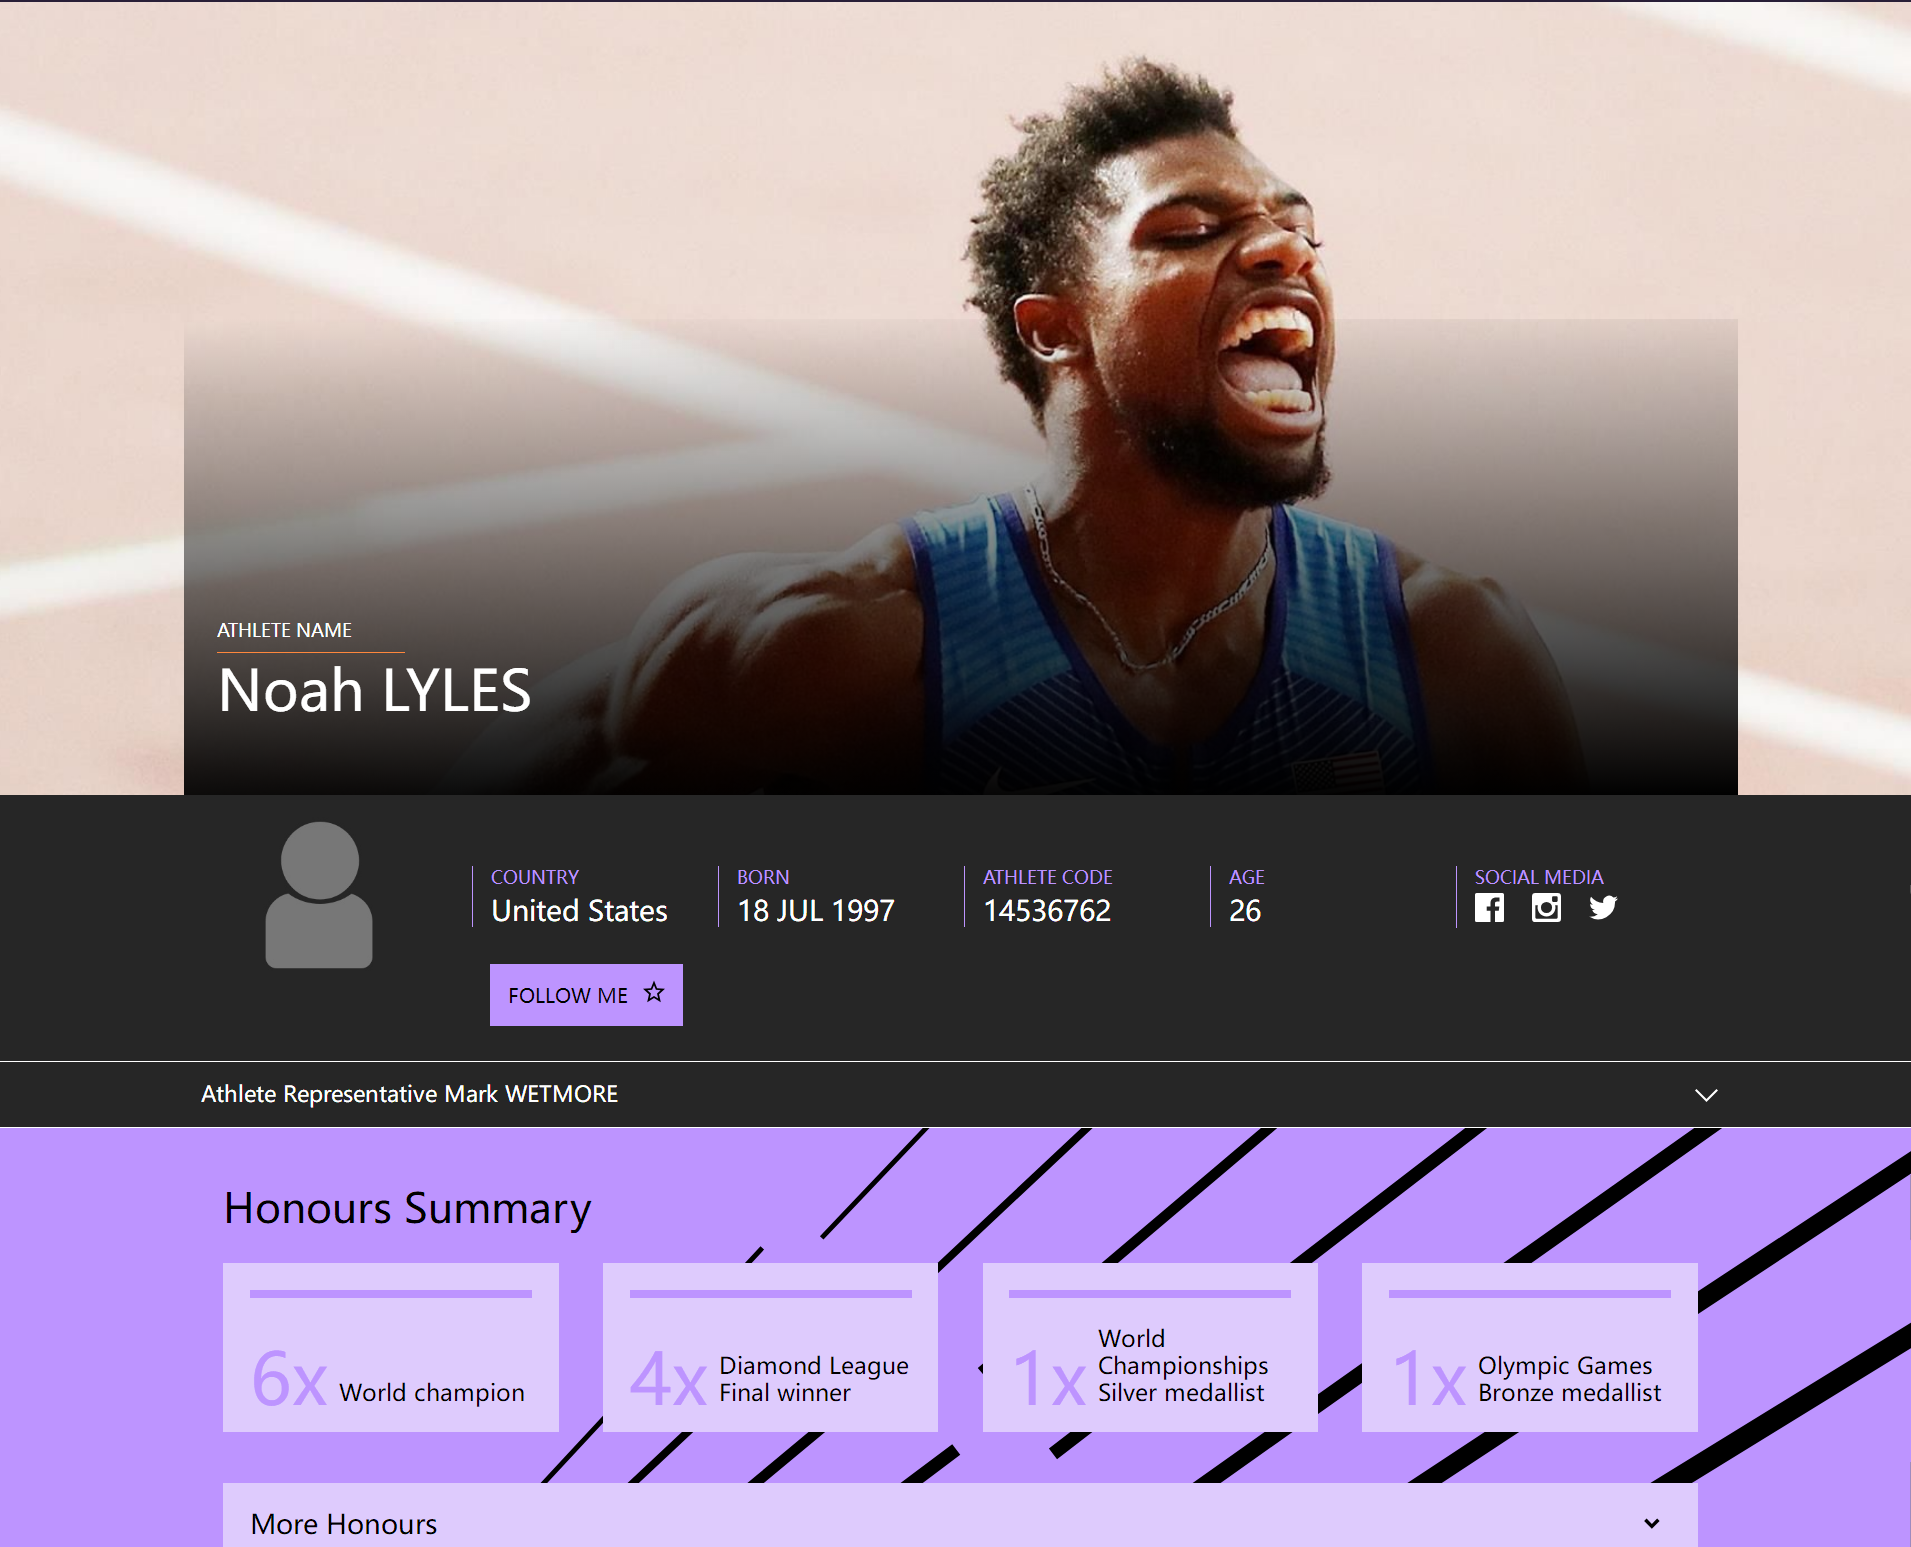 ATHLETE NAME
Noah LYLES
COUNTRY
United States
BORN
18 JUL 1997
ATHLETE CODE
14536762
AGE
26
SOCIAL MEDIA
FOLLOW ME
Athlete Representative Mark WETMORE
Honours Summary
6x World champion
4x Diamond League
Final winner
1x World
Championships
Silver medallist
1x Olympic Games
Bronze medallist
More Honours